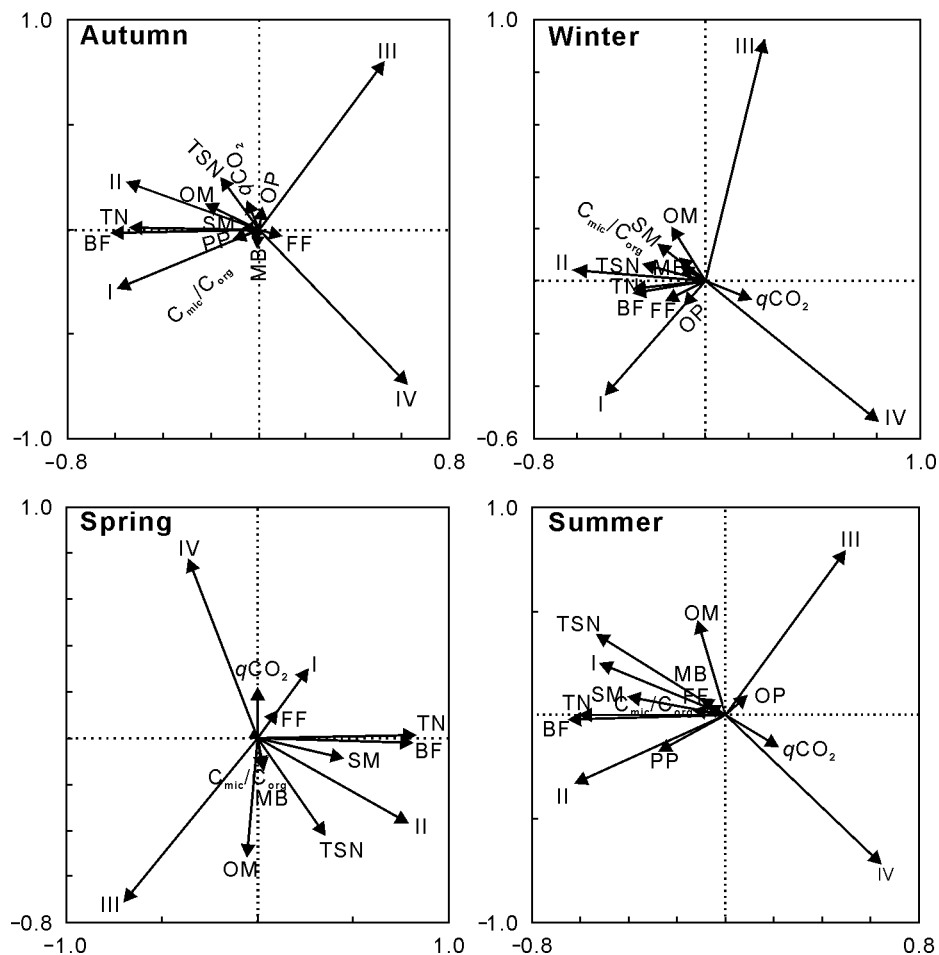 1.0
Autumn
III
TSN
qCO2
OP
II
OM
TN
SM
BF
PP
FF
MB
I
Cmic/Corg
IV
−1.0
−0.8
0.8
1.0
Winter
III
Cmic/Corg
SM
OM
II
TSN
MB
TN
BF
FF
OP
qCO2
I
IV
−0.6
−0.8
1.0
1.0
Spring
IV
qCO2
I
FF
TN
BF
SM
Cmic/Corg
MB
II
TSN
OM
III
−0.8
−1.0
1.0
1.0
Summer
III
TSN
OM
I
MB
SM
FF
OP
Cmic/Corg
TN
BF
PP
qCO2
II
IV
−1.0
−0.8
0.8